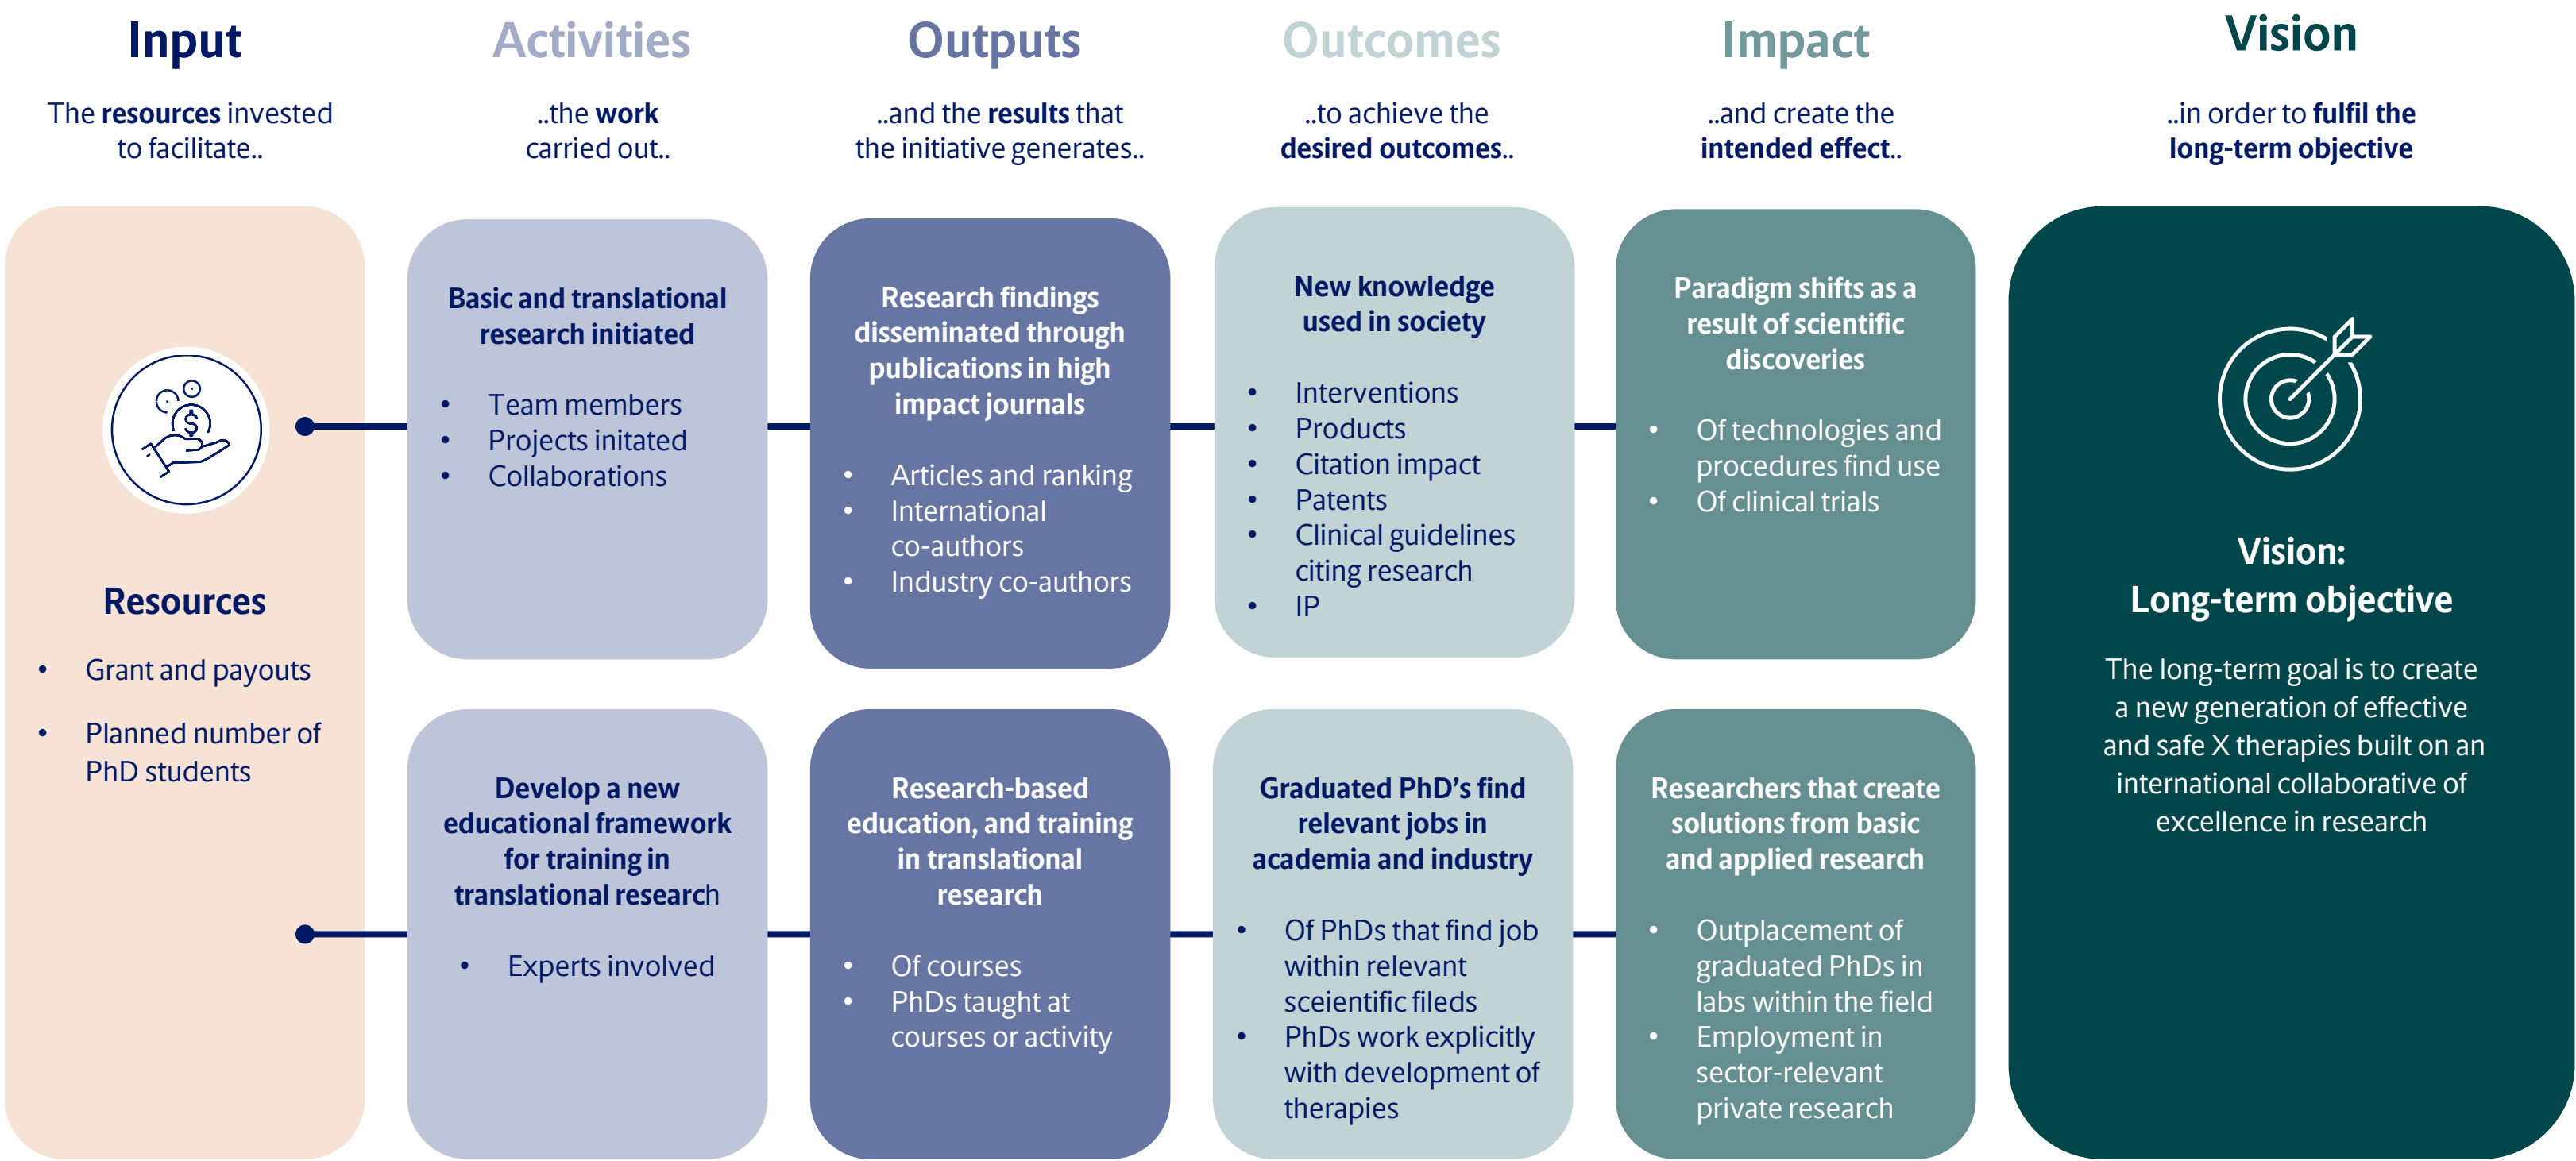 Input
The resources invested
to facilitate..
Activities
..the work
carried out..
Outputs
..and the results that
the initiative generates..
Outcomes
..to achieve the
desired outcomes..
Impact
..and create the
intended effect..
Vision
..in order to fulfil the
long-term objective
$
Resources
• Grant and payouts
• Planned number of
PhD students
Basic and translational
research initiated
• Team members
• Projects initated
• Collaborations
Research findings
disseminated through
publications in high
impact journals
• Articles and ranking
• International
co-authors
• Industry co-authors
New knowledge
used in society
• Interventions
• Products
• Citation impact
• Patents
• Clinical guidelines
citing research
• IP
Paradigm shifts as a
result of scientific
discoveries
• Of technologies and
procedures find use
• Of clinical trials
Develop a new
educational framework
for training in
translational research
• Experts involved
Research-based
education, and training
in translational
research
• Of courses
• PhDs taught at
courses or activity
Graduated PhD’s find
relevant jobs in
academia and industry
• Of PhDs that find job
within relevant
sceientific fileds
• PhDs work explicitly
with development of
therapies
Researchers that create
solutions from basic
and applied research
• Outplacement of
graduated PhDs in
labs within the field
• Employment in
sector-relevant
private research
Vision:
Long-term objective
The long-term goal is to create
a new generation of effective
and safe X therapies built on an
international collaborative of
excellence in research